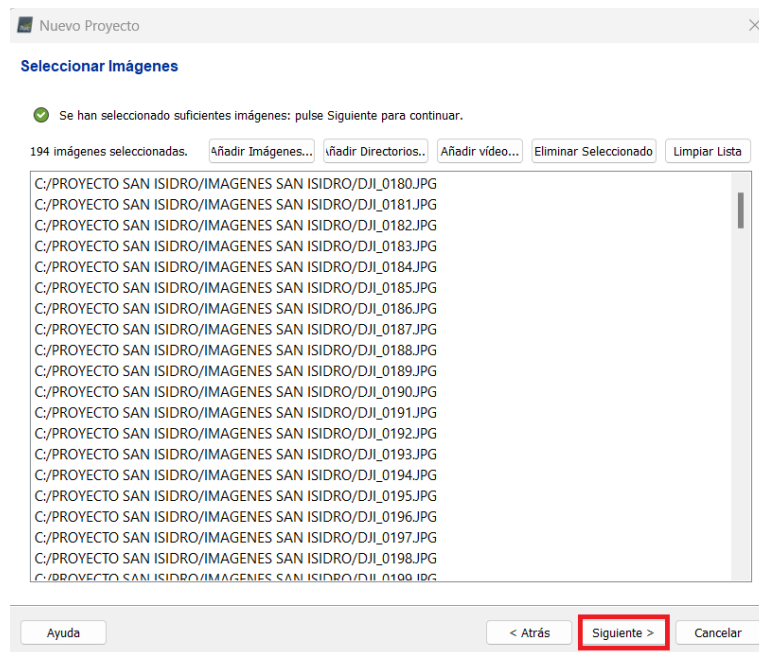 Nuevo Proyecto
Seleccionar Imágenes
Se han seleccionado suficientes imágenes: pulse Siguiente para continuar.
194 imágenes seleccionadas. Añadir Imágenes... ñadir Directorios.. Añadir vídeo... Eliminar Seleccionado Limpiar Lista
C:/PROYECTO SAN ISIDRO/IMAGENES SAN ISIDRO/DJI_0180.JPG
C:/PROYECTO SAN ISIDRO/IMAGENES SAN ISIDRO/DJI_0181.JPG
C:/PROYECTO SAN ISIDRO/IMAGENES SAN ISIDRO/DJI_0182.JPG
C:/PROYECTO SAN ISIDRO/IMAGENES SAN ISIDRO/DJI_0183.JPG
C:/PROYECTO SAN ISIDRO/IMAGENES SAN ISIDRO/DJI_0184.JPG
C:/PROYECTO SAN ISIDRO/IMAGENES SAN ISIDRO/DJI_0185.JPG
C:/PROYECTO SAN ISIDRO/IMAGENES SAN ISIDRO/DJI_0186.JPG
C:/PROYECTO SAN ISIDRO/IMAGENES SAN ISIDRO/DJI_0187.JPG
C:/PROYECTO SAN ISIDRO/IMAGENES SAN ISIDRO/DJI_0188.JPG
C:/PROYECTO SAN ISIDRO/IMAGENES SAN ISIDRO/DJI_0189.JPG
C:/PROYECTO SAN ISIDRO/IMAGENES SAN ISIDRO/DJI_0190.JPG
C:/PROYECTO SAN ISIDRO/IMAGENES SAN ISIDRO/DJI_0191.JPG
C:/PROYECTO SAN ISIDRO/IMAGENES SAN ISIDRO/DJI_0192.JPG
C:/PROYECTO SAN ISIDRO/IMAGENES SAN ISIDRO/DJI_0193.JPG
C:/PROYECTO SAN ISIDRO/IMAGENES SAN ISIDRO/DJI_0194.JPG
C:/PROYECTO SAN ISIDRO/IMAGENES SAN ISIDRO/DJI_0195.JPG
C:/PROYECTO SAN ISIDRO/IMAGENES SAN ISIDRO/DJI_0196.JPG
C:/PROYECTO SAN ISIDRO/IMAGENES SAN ISIDRO/DJI_0197.JPG
C:/PROYECTO SAN ISIDRO/IMAGENES SAN ISIDRO/DJI_0198.JPG
C:/PROYECTO SAN ISIDRO/IMAGENES SAN ISIDRO/DJI_0199.JPG
Ayuda < Atrás Siguiente > Cancelar